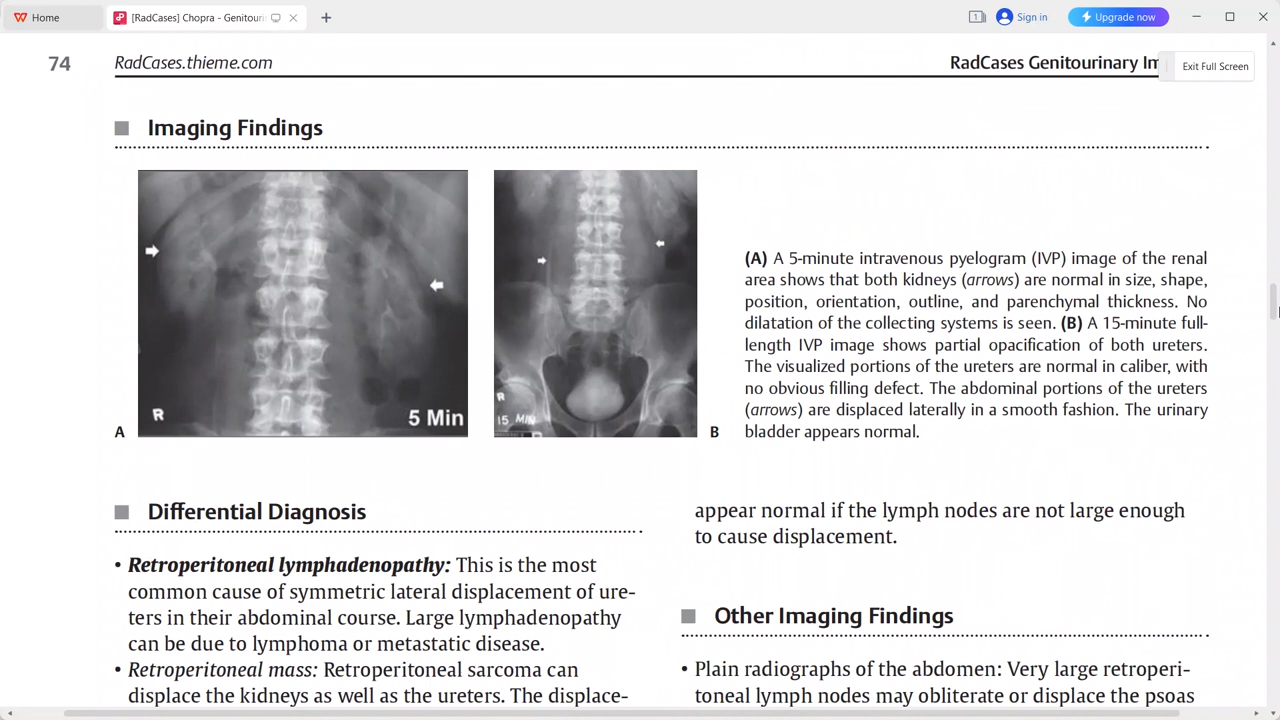 Home
[RadCases] Chopra - Genitouri
1
Sign in
Upgrade now
74
RadCases.thieme.com
RadCases Genitourinary Im
Exit Full Screen
Imaging Findings
R
5 Min
A
R
15 MIN
B
(A) A 5-minute intravenous pyelogram (IVP) image of the renal
area shows that both kidneys (arrows) are normal in size, shape,
position, orientation, outline, and parenchymal thickness. No
dilatation of the collecting systems is seen. (B) A 15-minute full-
length IVP image shows partial opacification of both ureters.
The visualized portions of the ureters are normal in caliber, with
no obvious filling defect. The abdominal portions of the ureters
(arrows) are displaced laterally in a smooth fashion. The urinary
bladder appears normal.
Differential Diagnosis
• Retroperitoneal lymphadenopathy: This is the most
common cause of symmetric lateral displacement of ure-
ters in their abdominal course. Large lymphadenopathy
can be due to lymphoma or metastatic disease.
• Retroperitoneal mass: Retroperitoneal sarcoma can
displace the kidneys as well as the ureters. The displace-
appear normal if the lymph nodes are not large enough
to cause displacement.
Other Imaging Findings
• Plain radiographs of the abdomen: Very large retroperi-
toneal lymph nodes may obliterate or displace the psoas